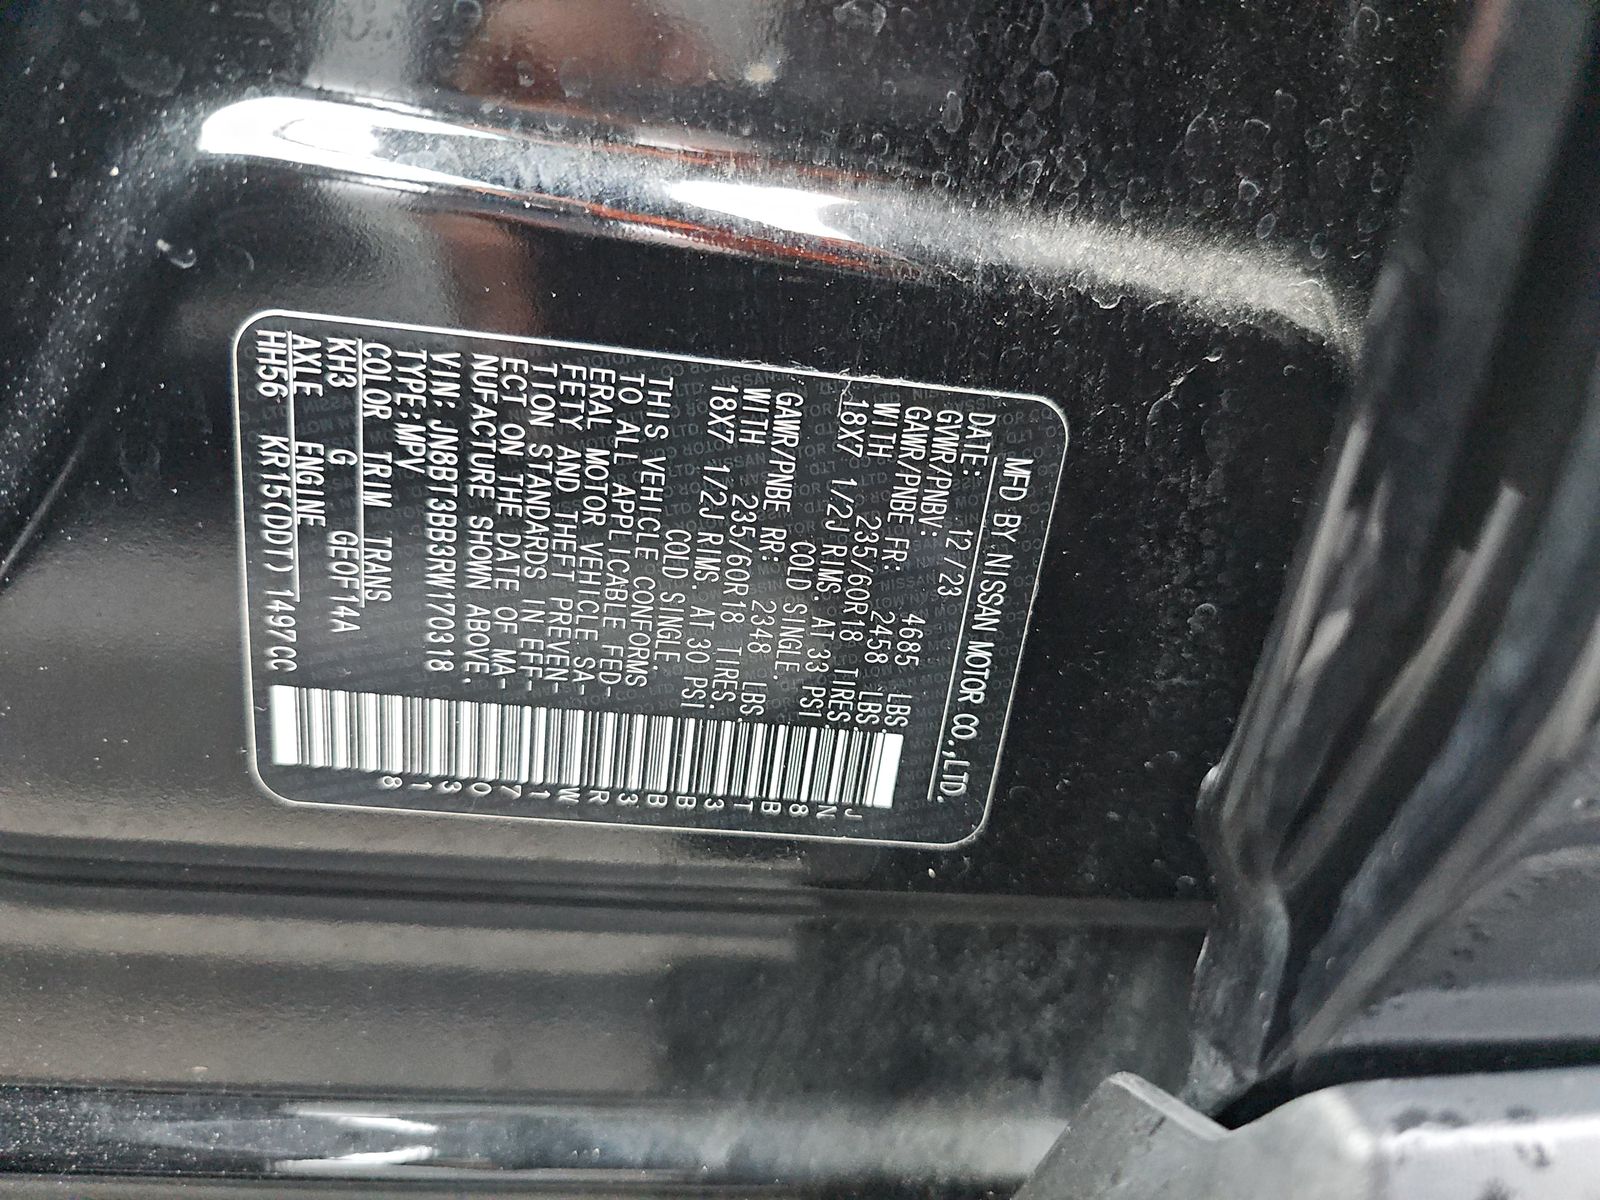 MFD BY NISSAN MOTOR CO.,LTD.
DATE: 12/23
GVWR/PNBV: 4685 LBS.
GAWR/PNBE FR: 2458 LBS.
WITH 235/60R18 TIRES.
18X7 1/2J RIMS. AT 33 PSI
COLD SINGLE.
GAWR/PNBE RR: 2348 LBS.
WITH 235/60R18 TIRES.
18X7 1/2J RIMS. AT 30 PSI
COLD SINGLE.
THIS VEHICLE CONFORMS
TO ALL APPLICABLE FED-
ERAL MOTOR VEHICLE SA-
FETY AND THEFT PREVEN-
TION STANDARDS IN EFF-
ECT ON THE DATE OF MA-
NUFACTURE SHOWN ABOVE.
VIN: JN8BT3BB3RW170318
TYPE:MPV
COLOR TRIM TRANS
KH3 G GEOF14A
AXLE ENGINE
HH56 KR15(DDT) 1497CC
JN8BT3BB3RW170318